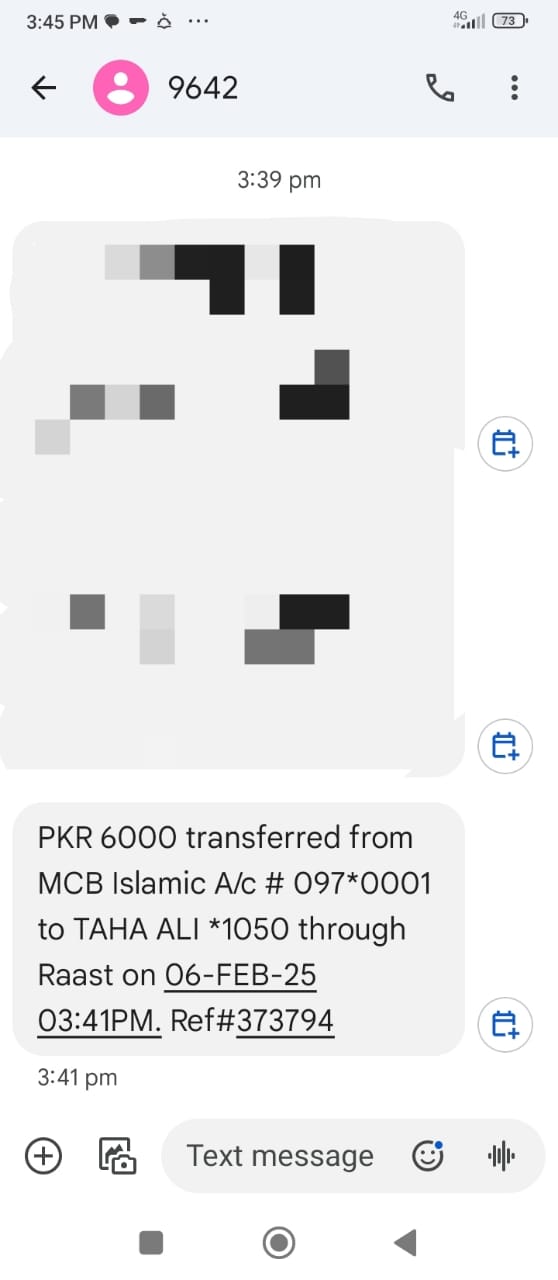 3:45 PM
4G
73
9642
3:39 pm
PKR 6000 transferred from
MCB Islamic A/c # 097*0001
to TAHA ALI *1050 through
Raast on 06-FEB-25
03:41PM. Ref#373794
3:41 pm
Text message